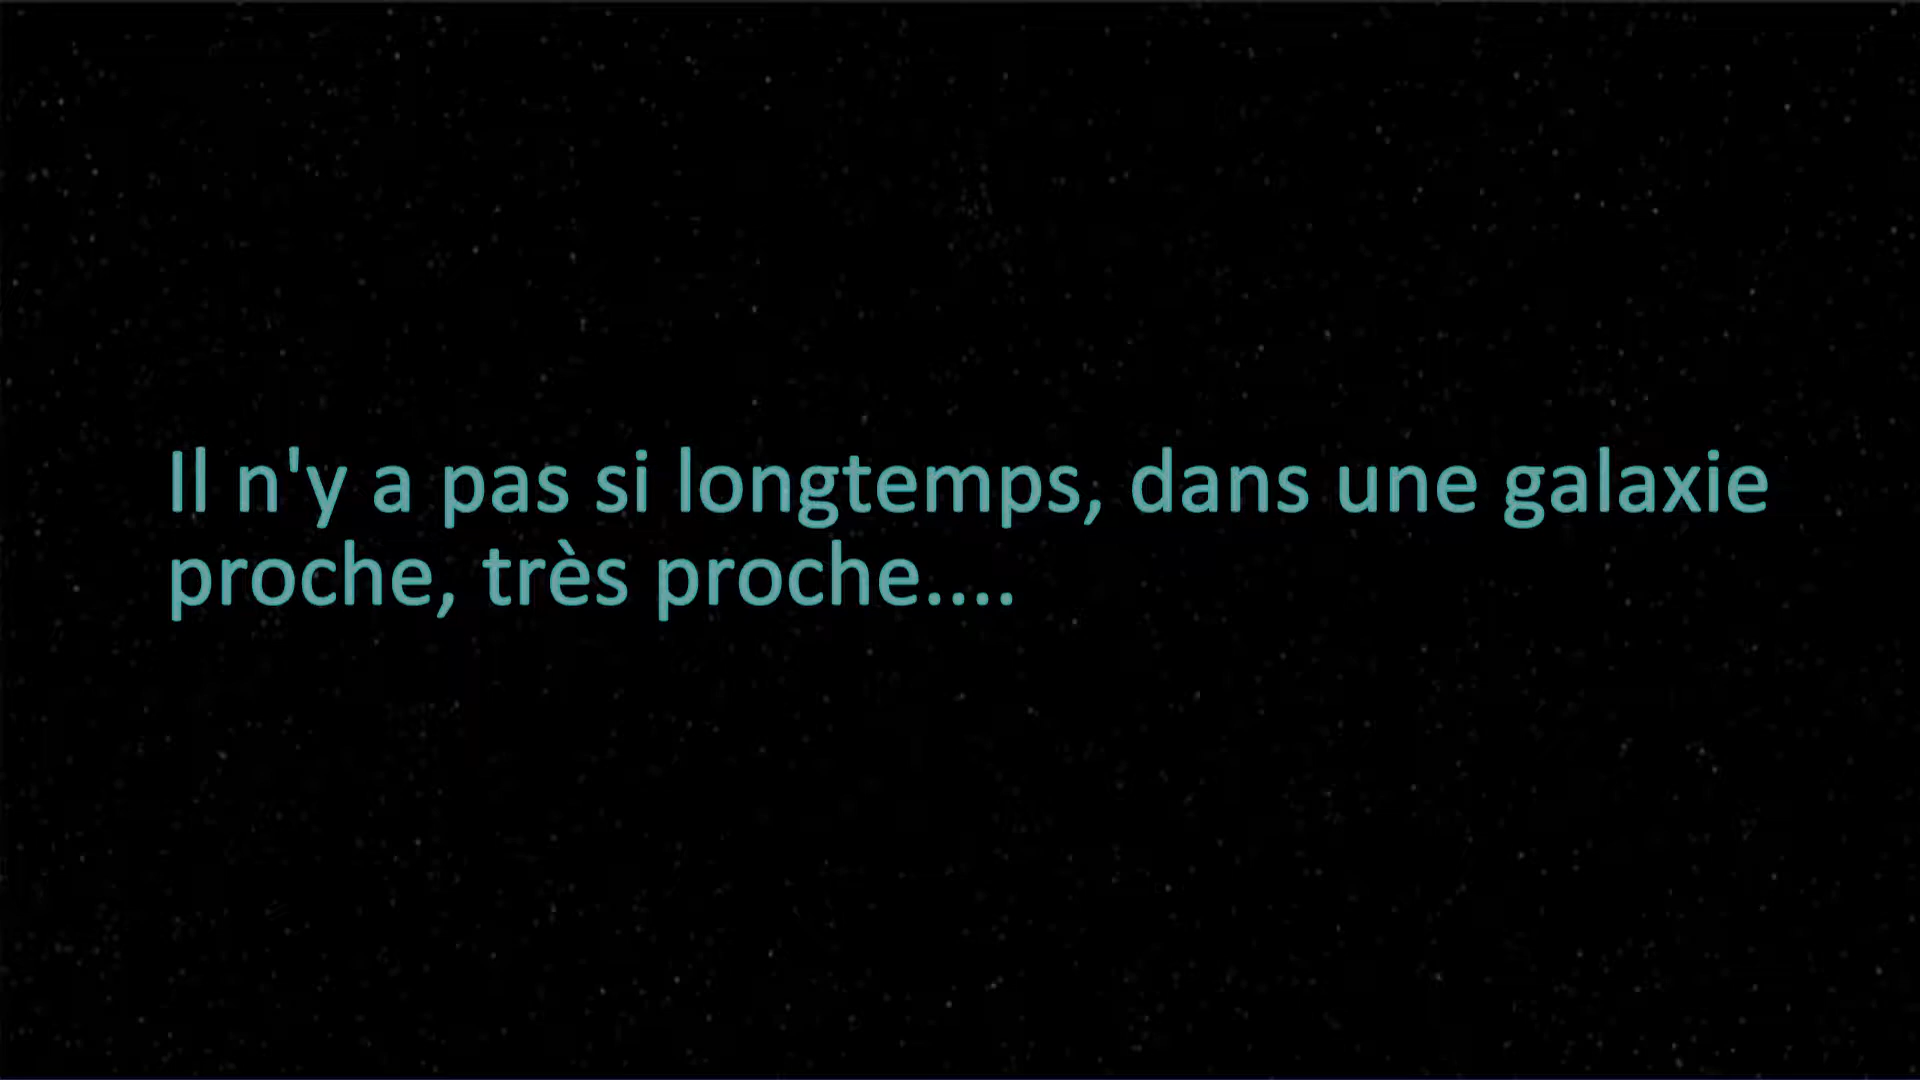 Il n'y a pas si longtemps, dans une galaxie
proche, très proche....